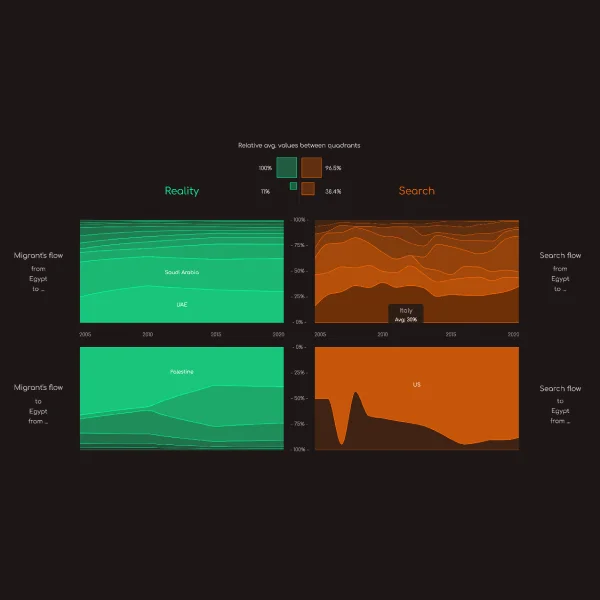 Relative avg. values between quadrants
100%
96.5%
11%
38.4%
Reality
Search
Migrant's flow
from
Egypt
to ...
Saudi Arabia
UAE
- 100% -
- 75% -
- 50% -
- 25% -
- 0% -
Italy
Avg: 30%
Search flow
from
Egypt
to ...
2005
2010
2015
2020
2005
2010
2015
2020
Migrant's flow
to
Egypt
from ...
Palestine
- 0% -
- 25% -
- 50% -
- 75% -
- 100% -
US
Search flow
to
Egypt
from ...